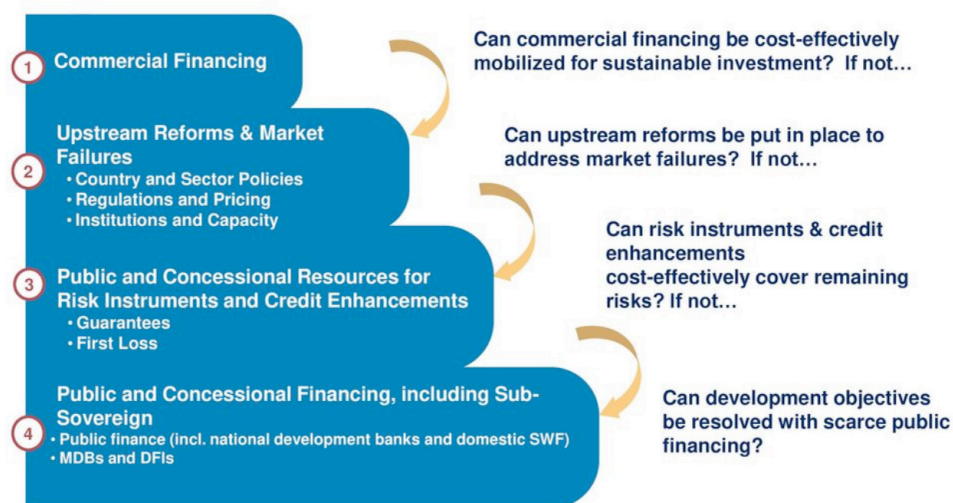 1
Commercial Financing
Can commercial financing be cost-effectively
mobilized for sustainable investment? If not…
2
Upstream Reforms & Market
Failures
• Country and Sector Policies
• Regulations and Pricing
• Institutions and Capacity
Can upstream reforms be put in place to
address market failures? If not…
3
Public and Concessional Resources for
Risk Instruments and Credit Enhancements
• Guarantees
• First Loss
Can risk instruments & credit
enhancements
cost-effectively cover remaining
risks? If not…
4
Public and Concessional Financing, including Sub-
Sovereign
• Public finance (incl. national development banks and domestic SWF)
• MDBs and DFIs
Can development objectives
be resolved with scarce public
financing?